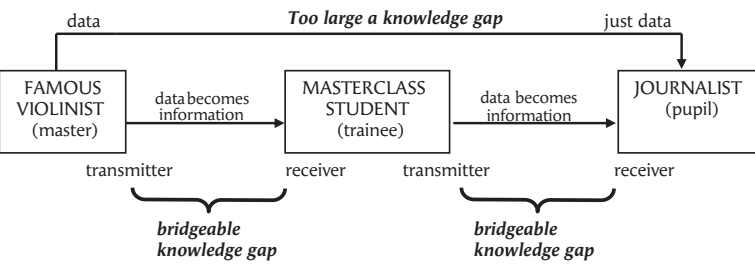 data
Too large a knowledge gap
just data
FAMOUS
VIOLINIST
(master)
data becomes
information
MASTERCLASS
STUDENT
(trainee)
data becomes
information
JOURNALIST
(pupil)
transmitter
receiver
transmitter
receiver
bridgeable
knowledge gap
bridgeable
knowledge gap